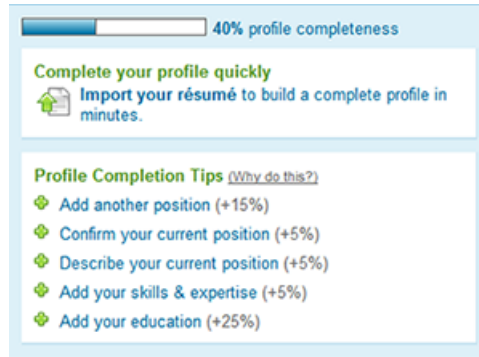 40% profile completeness
Complete your profile quickly
Import your résumé to build a complete profile in
minutes.
Profile Completion Tips (Why do this?)
Add another position (+15%)
Confirm your current position (+5%)
Describe your current position (+5%)
Add your skills & expertise (+5%)
Add your education (+25%)